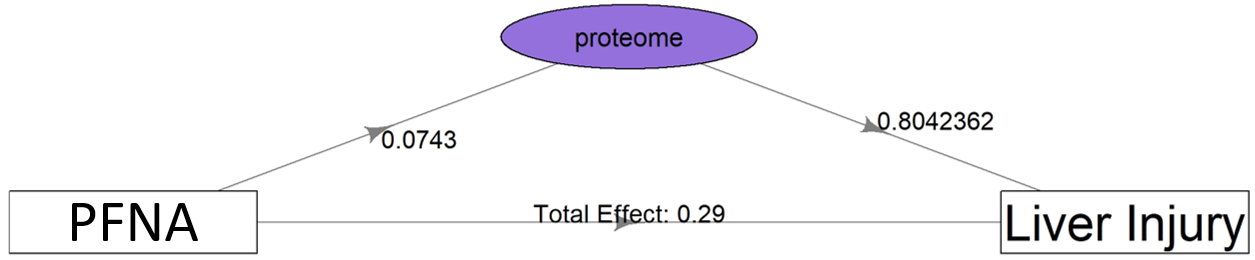 proteome
0.0743
0.8042362
PFNA
Total Effect: 0.29
Liver Injury